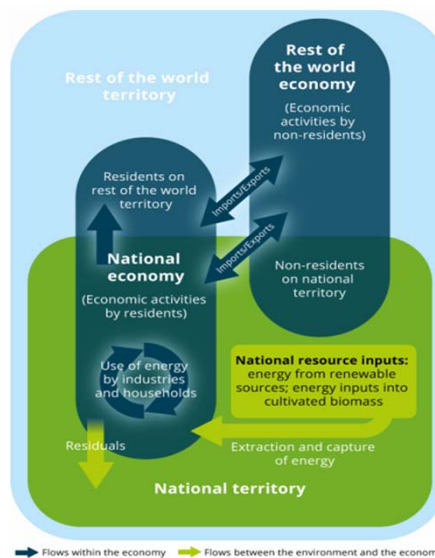 Rest of the world
territory
Rest of
the world
economy
(Economic activities
by
non-residents)
Residents on
rest of the world
territory
Imports/Exports
Imports/Exports
National
economy
(Economic activities
by residents)
Non-residents
on national
territory
Use of energy
by industries
and households
National resource inputs:
energy from renewable
sources; energy inputs into
cultivated biomass
Residuals
Extraction and capture
of energy
National territory
Flows within the economy
Flows between the environment and the econom